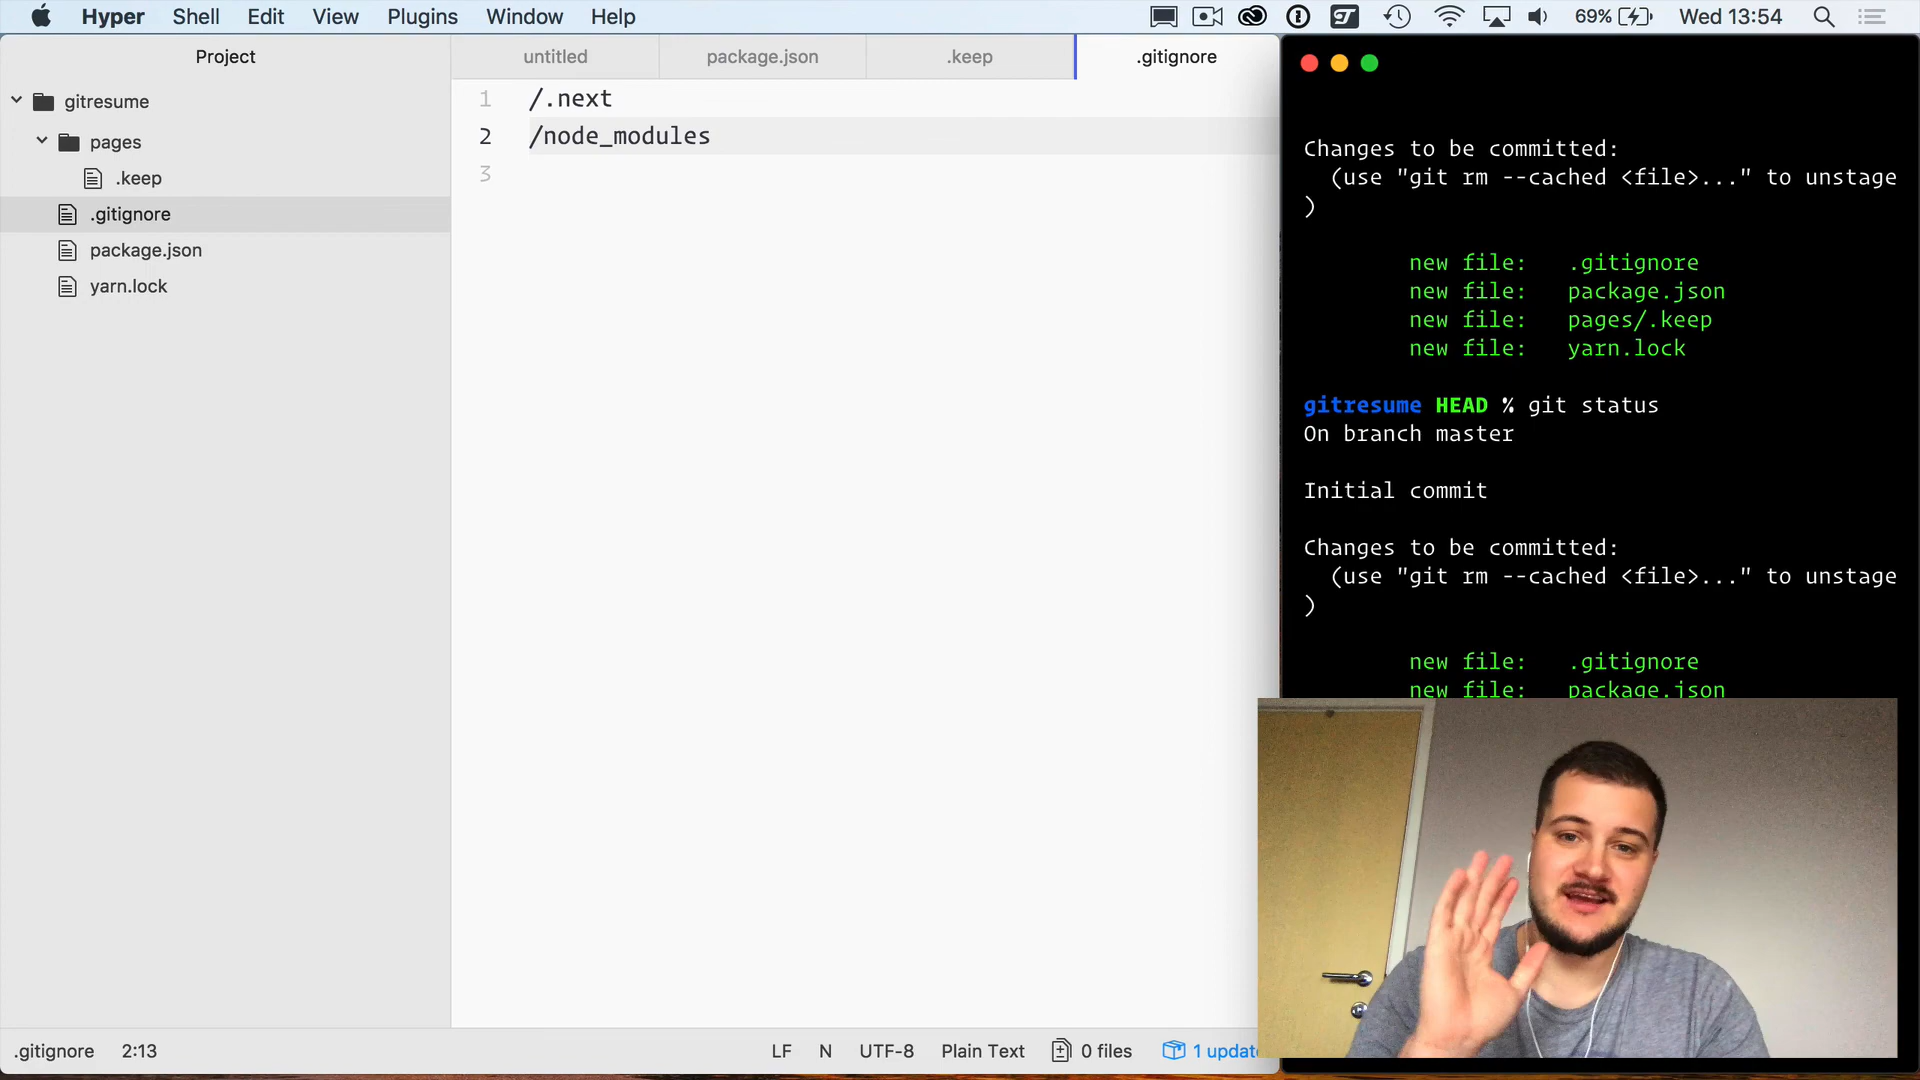 Hyper Shell Edit View Plugins Window Help 69% Wed 13:54
Project
gitresume
pages
.keep
.gitignore
package.json
yarn.lock
untitled package.json .keep .gitignore
1 /.next
2 /node_modules
3
.gitignore 2:13 LF N UTF-8 Plain Text 0 files 1 update
Changes to be committed:
(use "git rm --cached <file>..." to unstage
)
new file: .gitignore
new file: package.json
new file: pages/.keep
new file: yarn.lock
gitresume HEAD % git status
On branch master
Initial commit
Changes to be committed:
(use "git rm --cached <file>..." to unstage
)
new file: .gitignore
new file: package.json